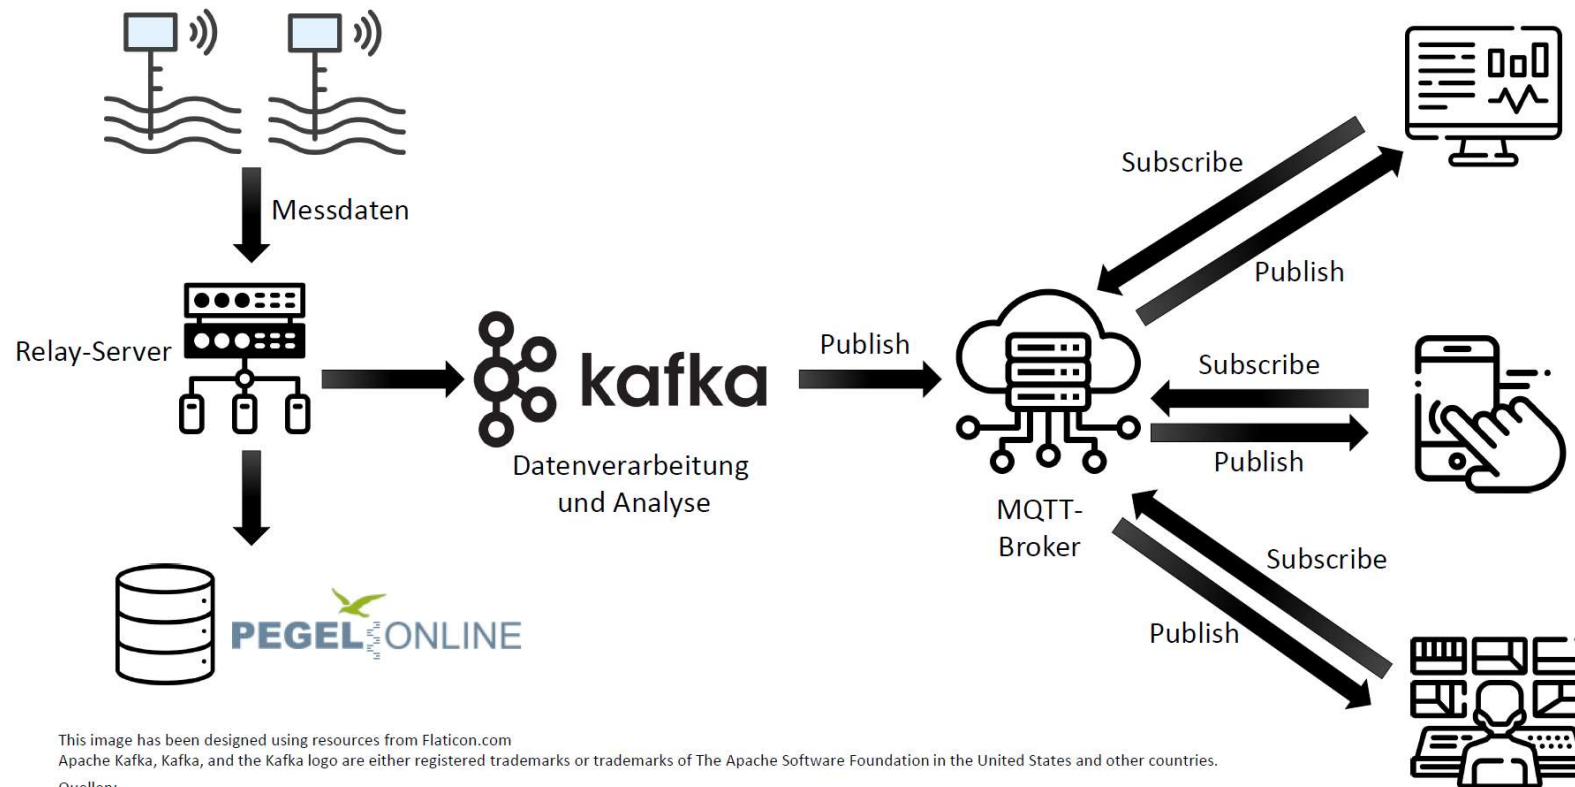 Messdaten
Relay-Server
kafka
Datenverarbeitung
und Analyse
PEGEL ONLINE
Publish
MQTT-
Broker
Subscribe
Publish
Subscribe
Publish
Subscribe
Publish
This image has been designed using resources from Flaticon.com
Apache Kafka, Kafka, and the Kafka logo are either registered trademarks or trademarks of The Apache Software Foundation in the United States and other countries.
Quellen: